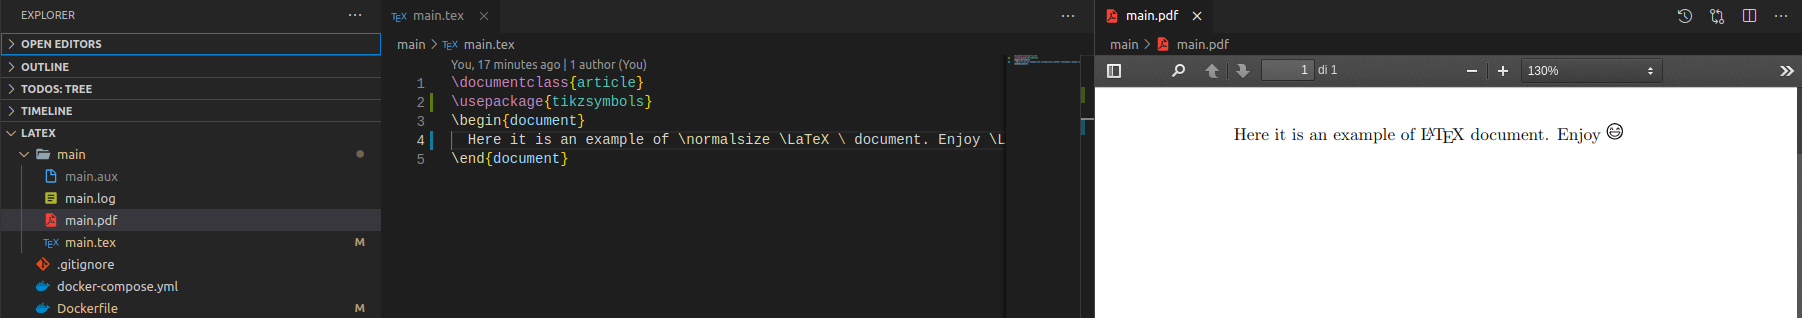 EXPLORER
OPEN EDITORS
OUTLINE
TODOS: TREE
TIMELINE
LATEX
main
main.aux
main.log
main.pdf
main.tex M
.gitignore
docker-compose.yml
Dockerfile M
TEX main.tex
main > TEX main.tex
You, 17 minutes ago | 1 author (You)
1 \documentclass{article}
2 \usepackage{tikzsymbols}
3 \begin{document}
4 Here it is an example of \normalsize \LaTeX \ document. Enjoy \L
5 \end{document}
main.pdf
main > main.pdf
1 di 1
130%
Here it is an example of LATEX document. Enjoy 😄